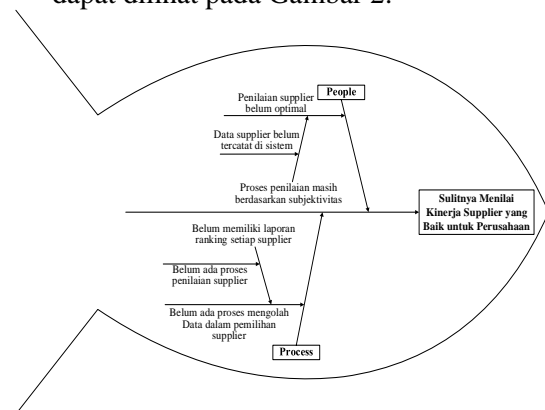 dapat dilihat pada Gambar 2.
People
Penilaian supplier
belum optimal
Data supplier belum
tercatat di sistem
Proses penilaian masih
berdasarkan subjektivitas
Sulitnya Menilai
Kinerja Supplier yang
Baik untuk Perusahaan
Belum memiliki laporan
ranking setiap supplier
Belum ada proses
penilaian supplier
Belum ada proses mengolah
Data dalam pemilihan
supplier
Process